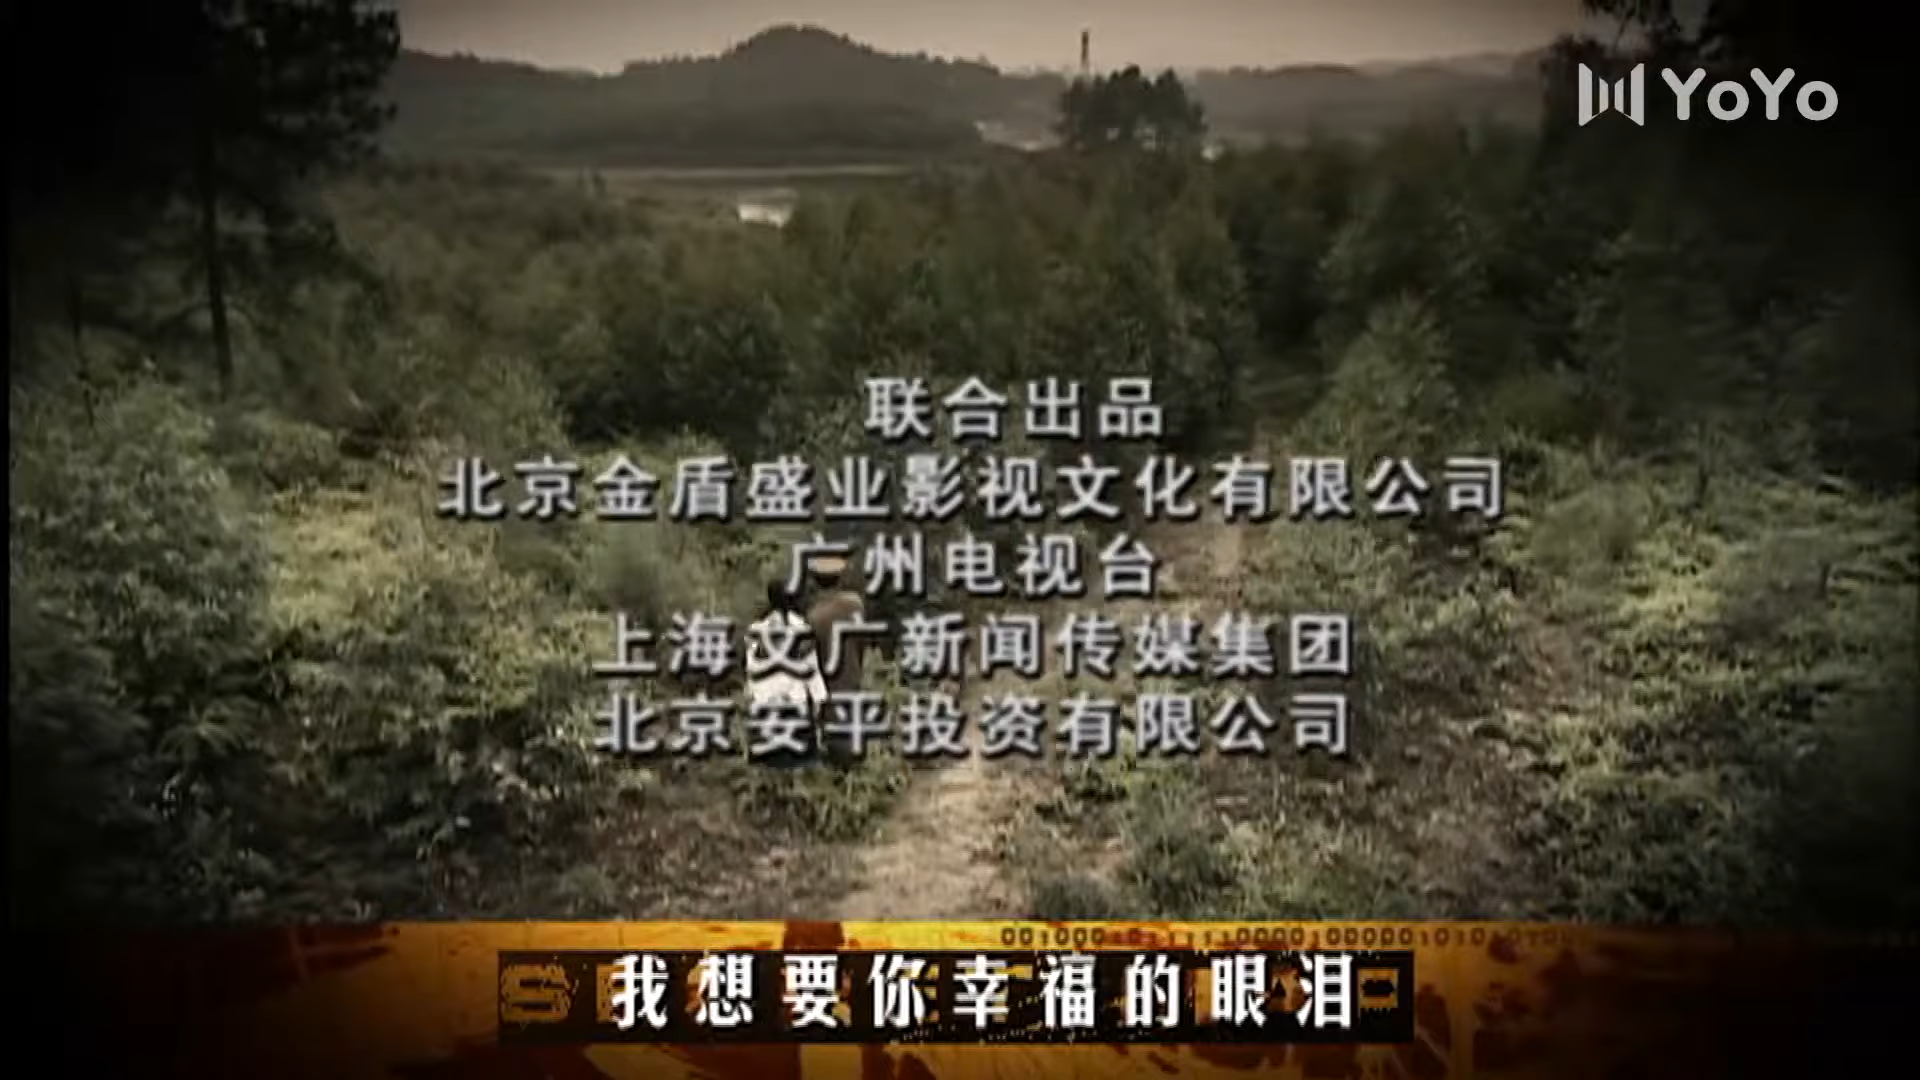 YoYo
联合出品
北京金盾盛业影视文化有限公司
广州电视台
上海文广新闻传媒集团
北京安平投资有限公司
我想要你幸福的眼泪